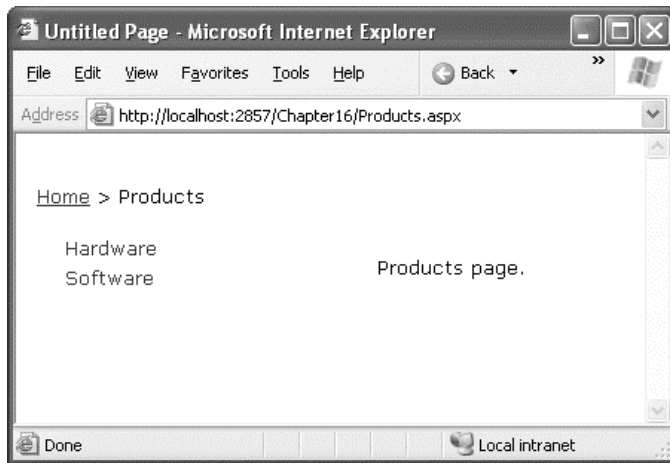 Untitled Page - Microsoft Internet Explorer
File Edit View Favorites Tools Help Back »
Address http://localhost:2857/Chapter16/Products.aspx
Home > Products
Hardware
Software
Products page.
Done Local intranet